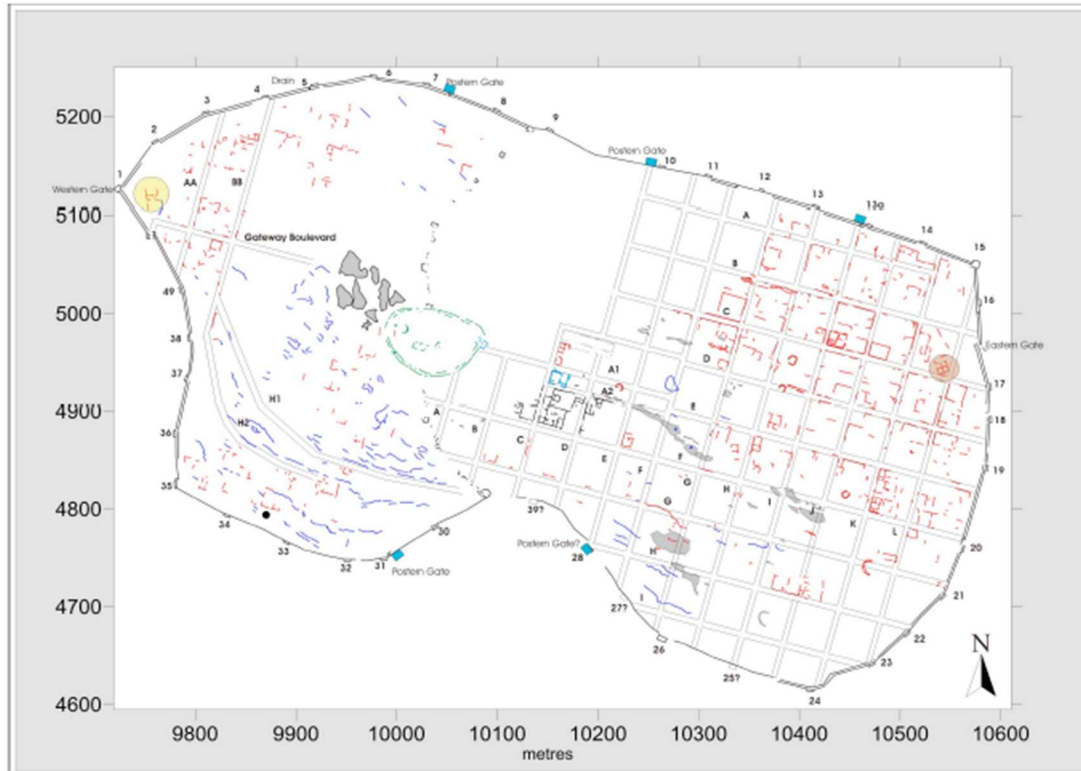 6
Drain
5
7
Postern Gate
4
3
8
5200
9
2
Postern Gate
10
11
1
12
Western Gate
AA
BB
13
13a
A
14
5100
Gateway Boulevard
15
B
49
16
5000
C
38
Eastern Gate
D
37
A1
17
H1
A2
E
4900
A
18
H2
B
36
C
D
E
F
F
19
35
G
H
I
G
J
4800
39?
K
34
30
L
Postern Gate?
20
33
28
H
32
31
Postern Gate
27?
I
21
4700
22
26
N
23
25?
24
4600
9800
9900
10000
10100
10200
10300
10400
10500
10600
metres